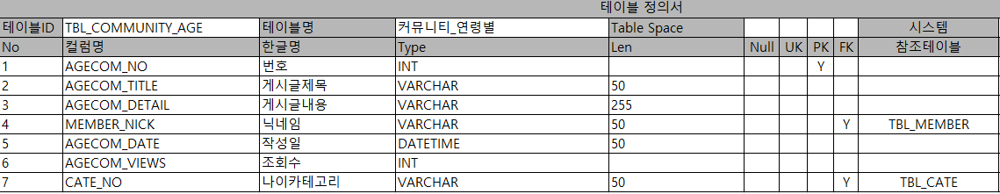 테이블 정의서
테이블ID TBL_COMMUNITY_AGE 테이블명 커뮤니티_연령별 Table Space 시스템
No 컬럼명 한글명 Type Len Null UK PK FK 참조테이블
1 AGECOM_NO 번호 INT Y
2 AGECOM_TITLE 게시글제목 VARCHAR 50
3 AGECOM_DETAIL 게시글내용 VARCHAR 255
4 MEMBER_NICK 닉네임 VARCHAR Y TBL_MEMBER
5 AGECOM_DATE 작성일 DATETIME 50
6 AGECOM_VIEWS 조회수 INT
7 CATE_NO 나이카테고리 VARCHAR 50 Y TBL_CATE